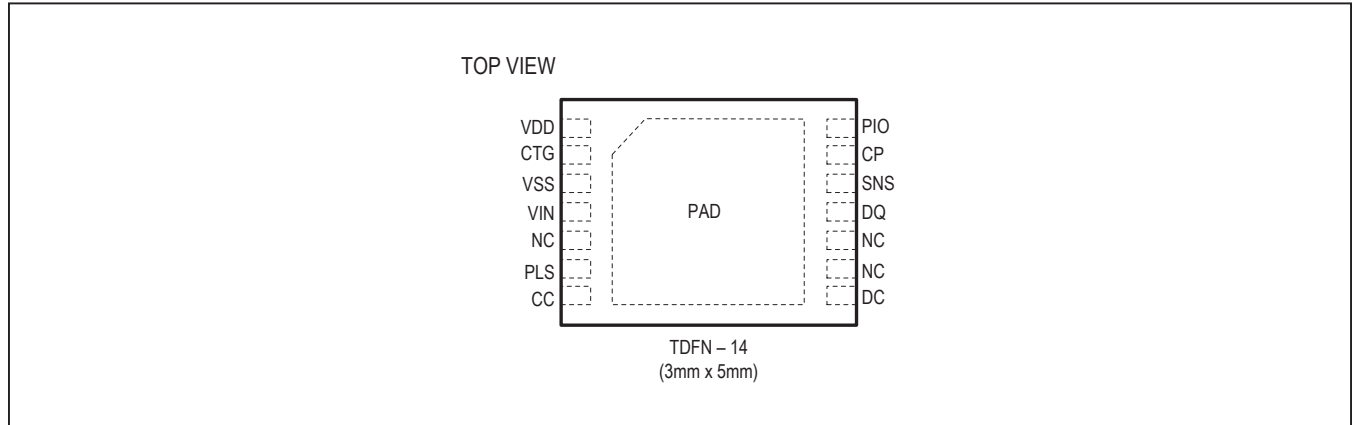 TOP VIEW
VDD
CTG
VSS
VIN
NC
PLS
CC
PAD
PIO
CP
SNS
DQ
NC
NC
DC
TDFN – 14
(3mm x 5mm)